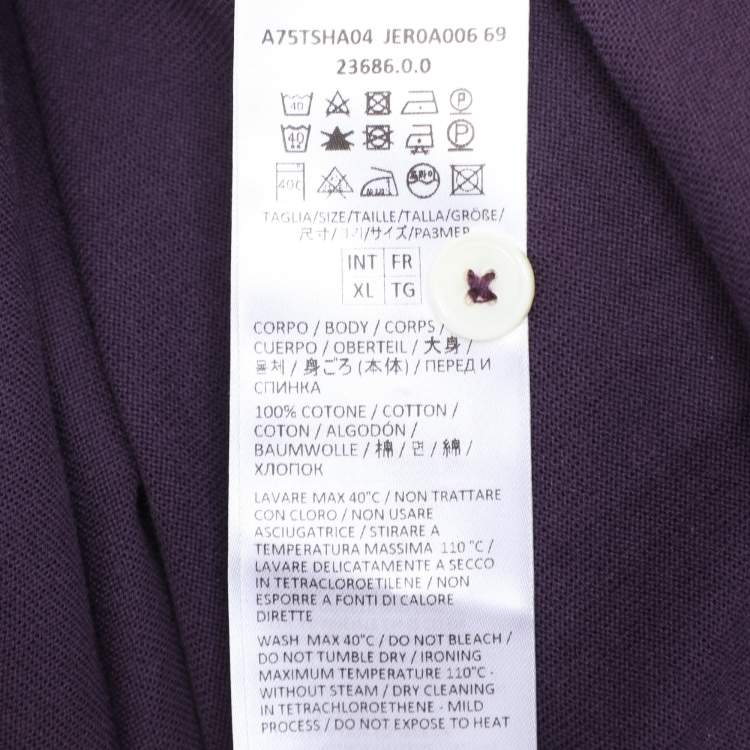 A75TSHA04 JER0A006 69
23686.0.0
40
P
40
P
40C
TAGLIA/SIZE/TAILLE/TALLA/GRÖßE/
尺寸/크기/サイズ/РАЗМЕР
INT FR
XL TG
CORPO / BODY / CORPS /
CUERPO / OBERTEIL / 大身/
몸체 / 身ごろ (本体) / ПЕРЕД И
СПИНКА
100% COTONE / COTTON /
COTON / ALGODÓN /
BAUMWOLLE / 棉 / 면 / 綿 /
ХЛОПОК
LAVARE MAX 40°C / NON TRATTARE
CON CLORO / NON USARE
ASCIUGATRICE / STIRARE A
TEMPERATURA MASSIMA 110 °C /
LAVARE DELICATAMENTE A SECCO
IN TETRACLOROETILENE / NON
ESPORRE A FONTI DI CALORE
DIRETTE
WASH MAX 40°C / DO NOT BLEACH /
DO NOT TUMBLE DRY / IRONING
MAXIMUM TEMPERATURE 110°C -
WITHOUT STEAM / DRY CLEANING
IN TETRACHLOROETHENE - MILD
PROCESS / DO NOT EXPOSE TO HEAT